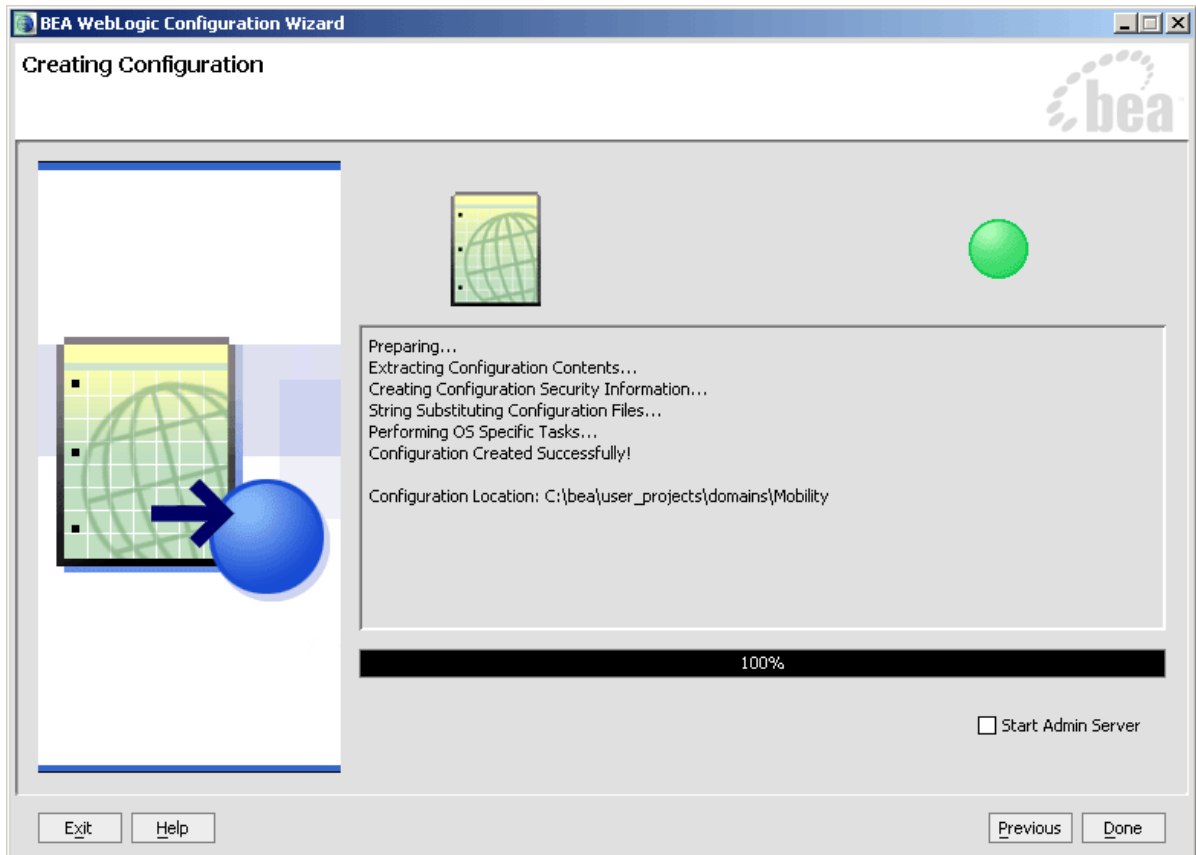 BEA WebLogic Configuration Wizard
Creating Configuration
bea
Preparing...
Extracting Configuration Contents...
Creating Configuration Security Information...
String Substituting Configuration Files...
Performing OS Specific Tasks...
Configuration Created Successfully!
Configuration Location: C:\bea\user_projects\domains\Mobility
100%
Start Admin Server
Exit
Help
Previous
Done